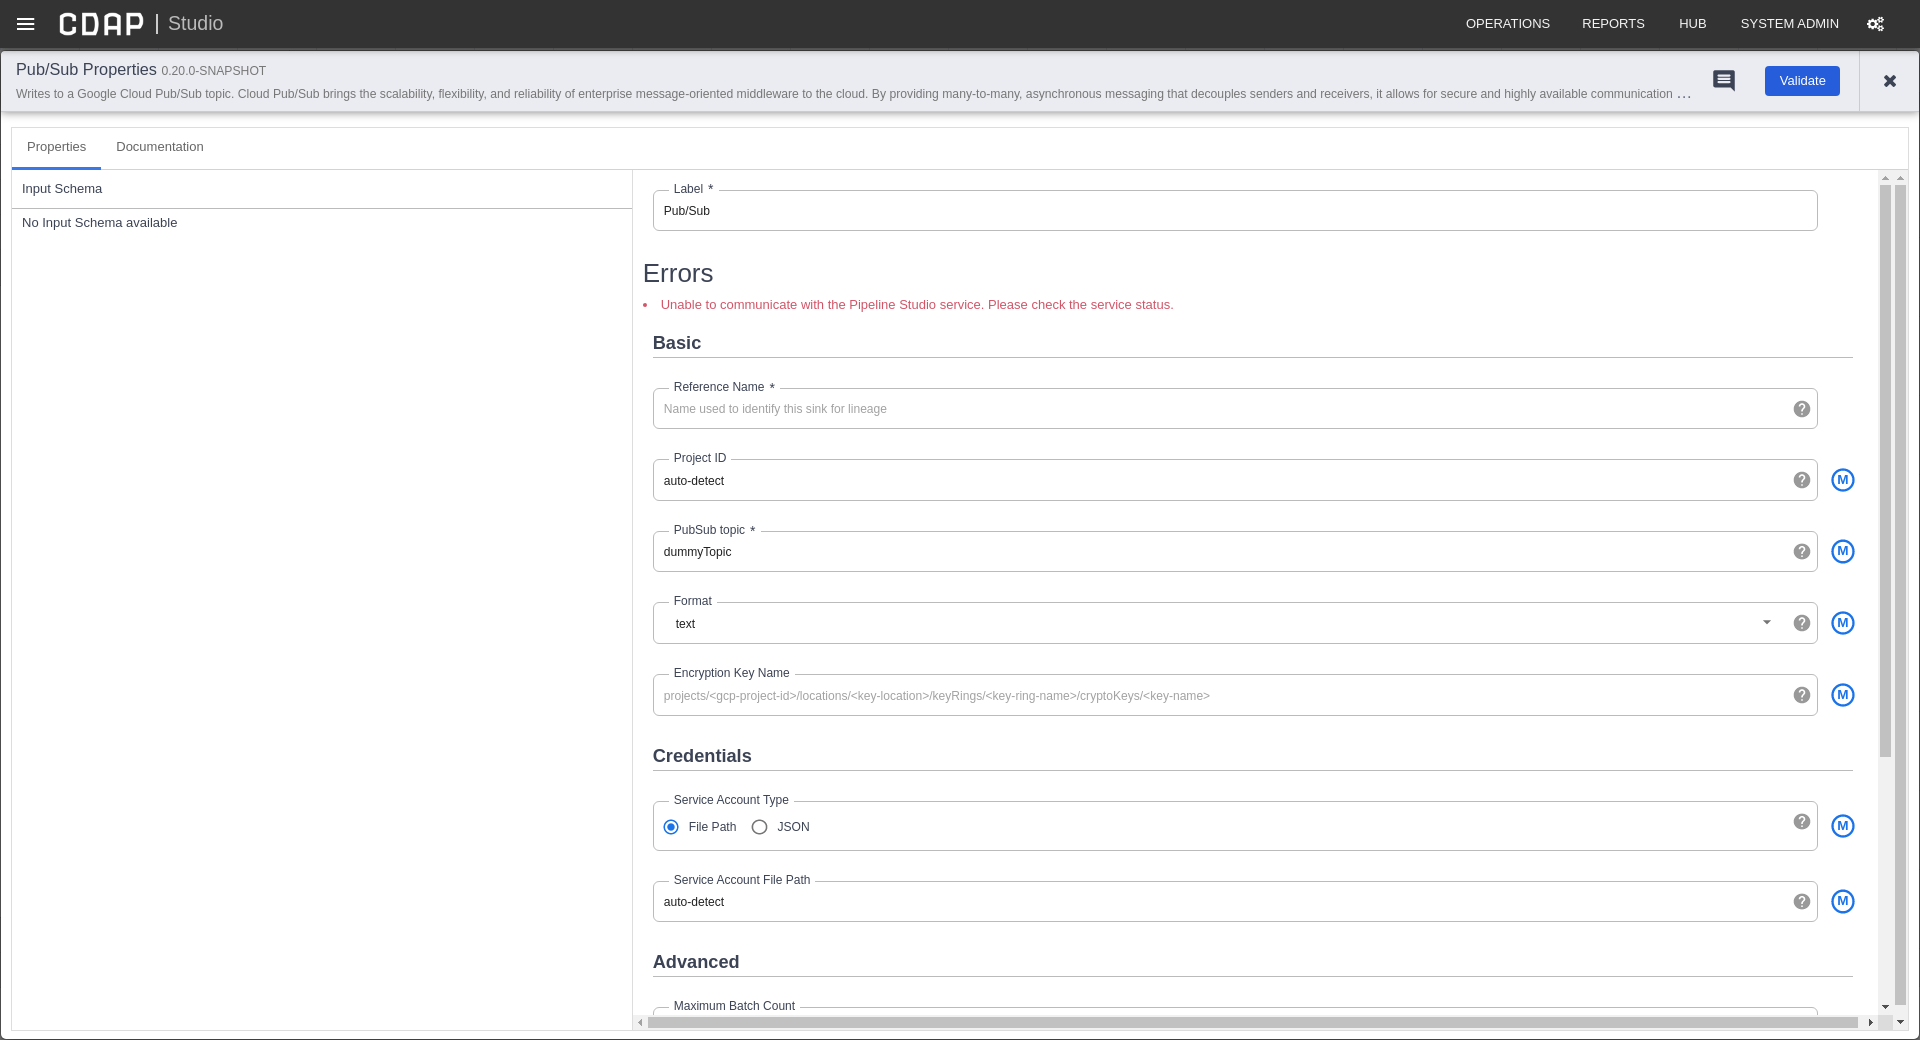 CDAP | Studio
OPERATIONS REPORTS HUB SYSTEM ADMIN
Pub/Sub Properties 0.20.0-SNAPSHOT
Writes to a Google Cloud Pub/Sub topic. Cloud Pub/Sub brings the scalability, flexibility, and reliability of enterprise message-oriented middleware to the cloud. By providing many-to-many, asynchronous messaging that decouples senders and receivers, it allows for secure and highly available communication ...
Validate
Properties Documentation
Input Schema
No Input Schema available
Label *
Pub/Sub
Errors
• Unable to communicate with the Pipeline Studio service. Please check the service status.
Basic
Reference Name *
Name used to identify this sink for lineage
Project ID
auto-detect
M
PubSub topic *
dummyTopic
M
Format
text
M
Encryption Key Name
projects/<gcp-project-id>/locations/<key-location>/keyRings/<key-ring-name>/cryptoKeys/<key-name>
M
Credentials
Service Account Type
File Path JSON
M
Service Account File Path
auto-detect
M
Advanced
Maximum Batch Count